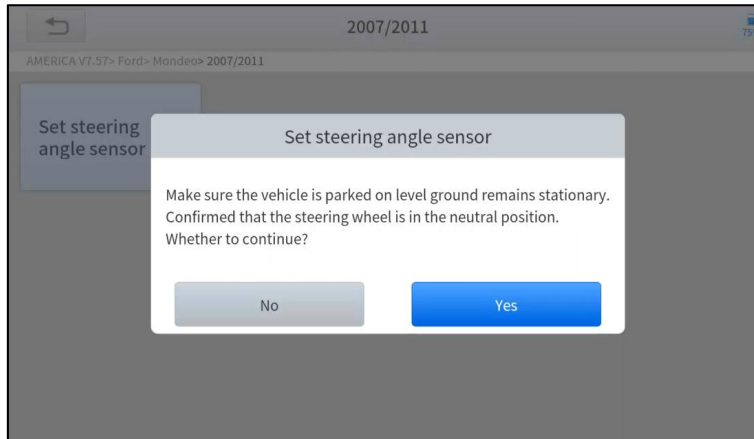 2007/2011
75%
AMERICA V7.57> Ford> Mondeo> 2007/2011
Set steering
angle sensor
Set steering angle sensor
Make sure the vehicle is parked on level ground remains stationary.
Confirmed that the steering wheel is in the neutral position.
Whether to continue?
No
Yes